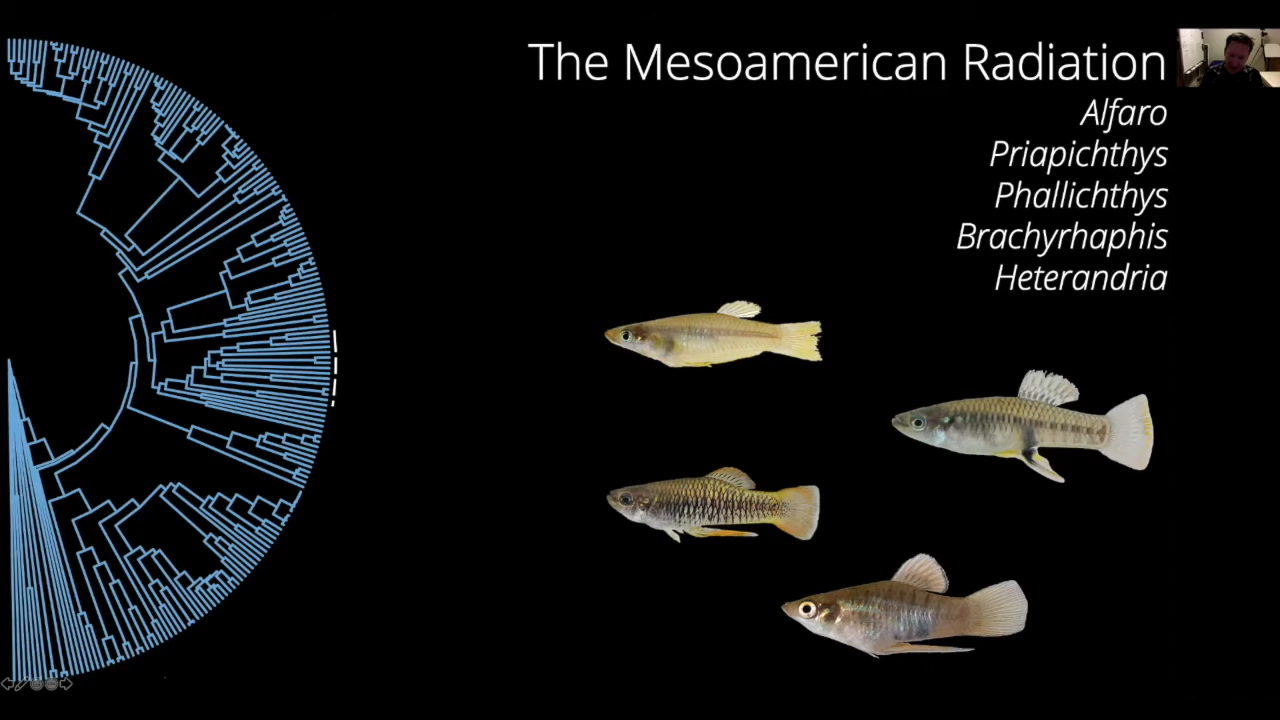 The Mesoamerican Radiation
Alfaro
Priapichthys
Phallichthys
Brachyrhaphis
Heterandria